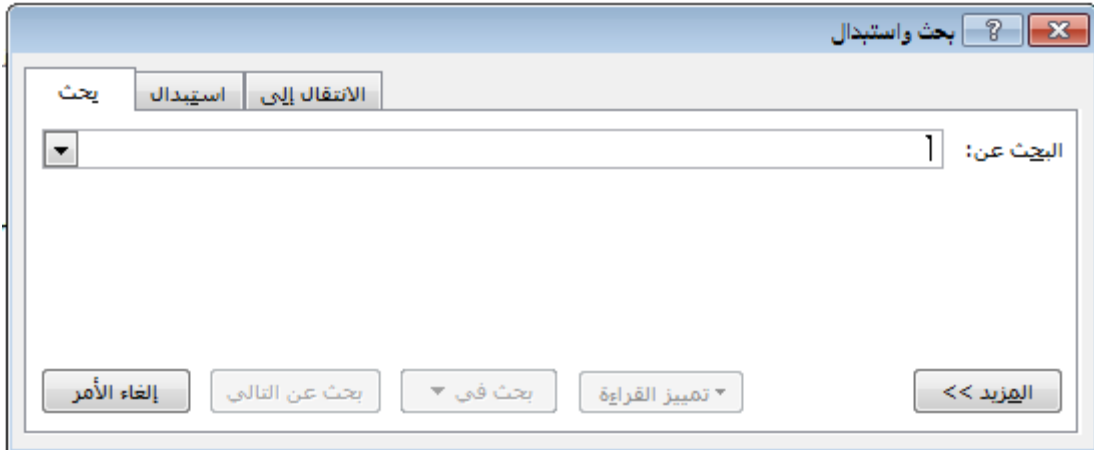 بحث واستبدال
بحث استبدال الانتقال إلى
البحث عن:
المزيد >> تمييز القراءة بحث في بحث عن التالي إلغاء الأمر